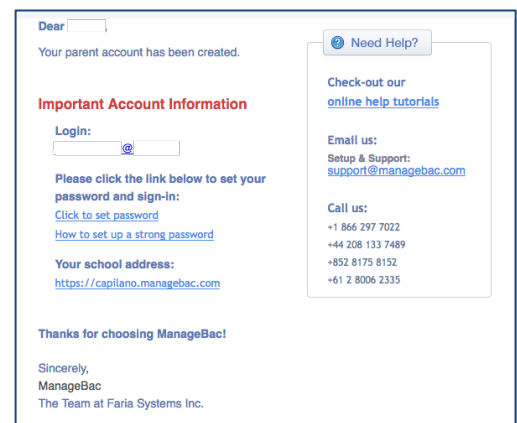 Dear ,
Your parent account has been created.
Important Account Information
Login:
@
Please click the link below to set your
password and sign-in:
Click to set password
How to set up a strong password
Your school address:
https://capilano.managebac.com
Thanks for choosing ManageBac!
Sincerely,
ManageBac
The Team at Faria Systems Inc.
? Need Help?
Check-out our
online help tutorials
Email us:
Setup & Support:
support@managebac.com
Call us:
+1 866 297 7022
+44 208 133 7489
+852 8175 8152
+61 2 8006 2335